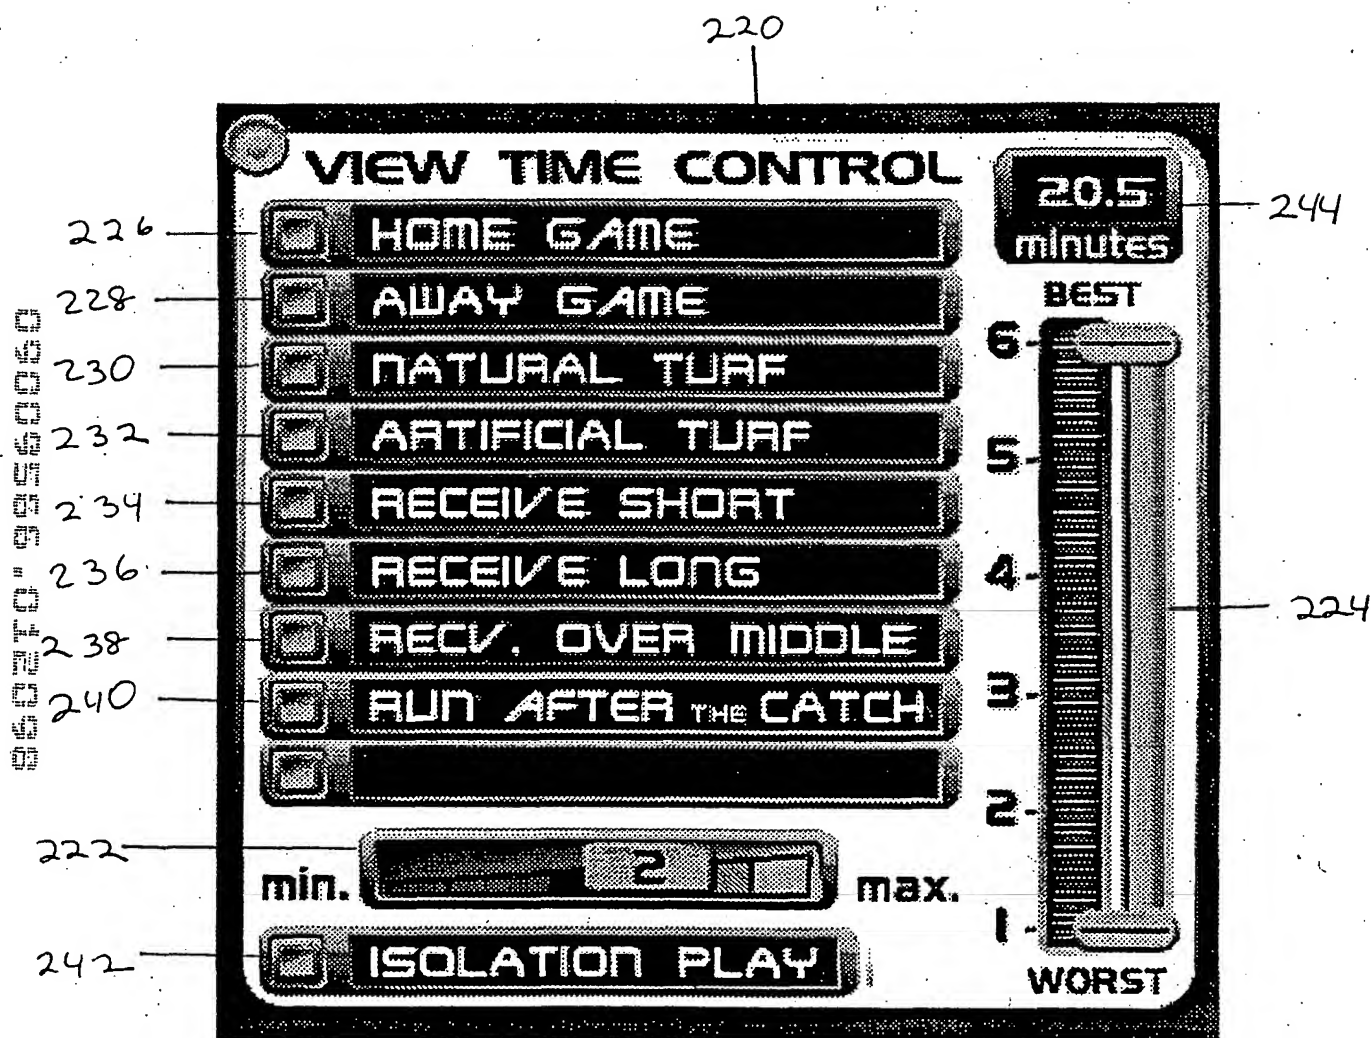 220
VIEW TIME CONTROL
20.5
minutes
244
226
HOME GAME
228
AWAY GAME
BEST
230
NATURAL TURF
6
232
ARTIFICIAL TURF
5
234
RECEIVE SHORT
236
RECEIVE LONG
4
224
238
RECV. OVER MIDDLE
240
RUN AFTER THE CATCH
3
2
222
min.
2
max.
1
242
ISOLATION PLAY
WORST